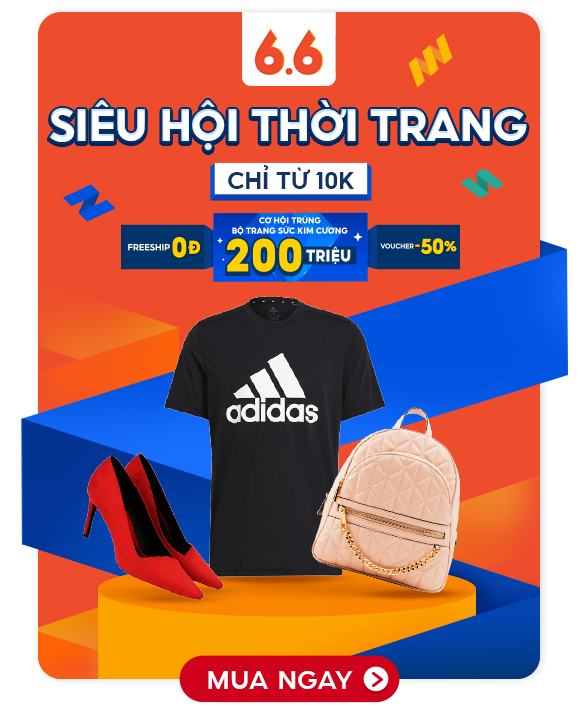 6.6
SIÊU HỘI THỜI TRANG
CHỈ TỪ 10K
FREESHIP 0Đ
CƠ HỘI TRÚNG
BỘ TRANG SỨC KIM CƯƠNG
200 TRIỆU
VOUCHER -50%
adidas
MUA NGAY